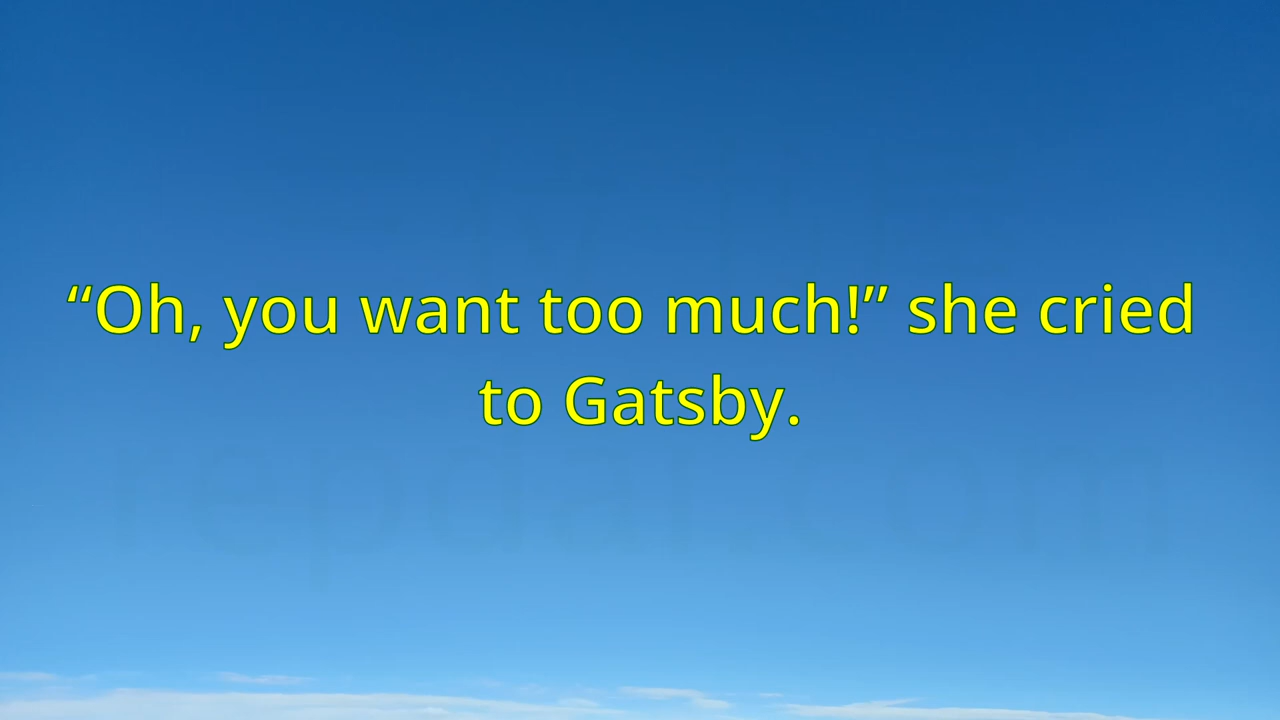 “Oh, you want too much!” she cried
to Gatsby.